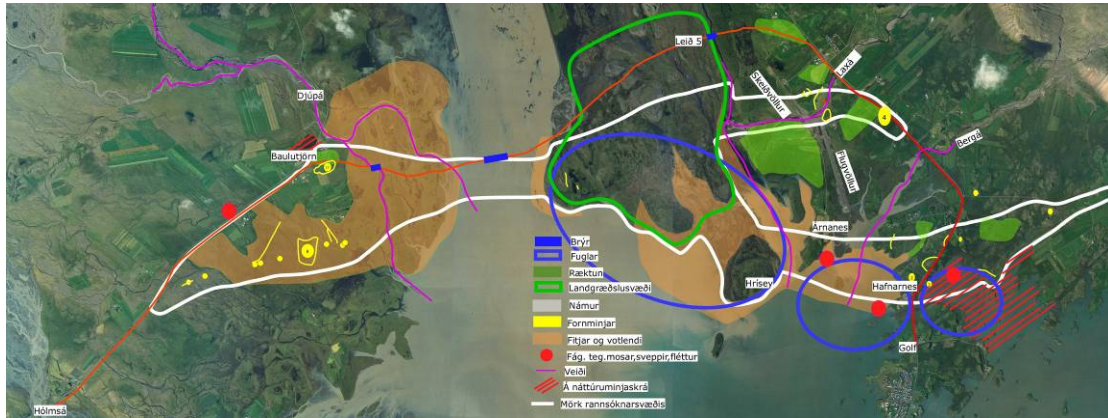 Leið 5
Laxá
Skeiðvöllur
Djúpá
4
Bergá
Baulutjörn
Flugvöllur
Árnanes
Brýr
Fuglar
Ræktun
Landgræðslusvæði
Hrísey
Hafnarnes
Námur
Fornminjar
Fitjar og votlendi
Golf
Fág. teg.mosar,sveppir,fléttur
Veiði
Á náttúruminjaskrá
Mörk rannsóknarsvæðis
Hólmsá